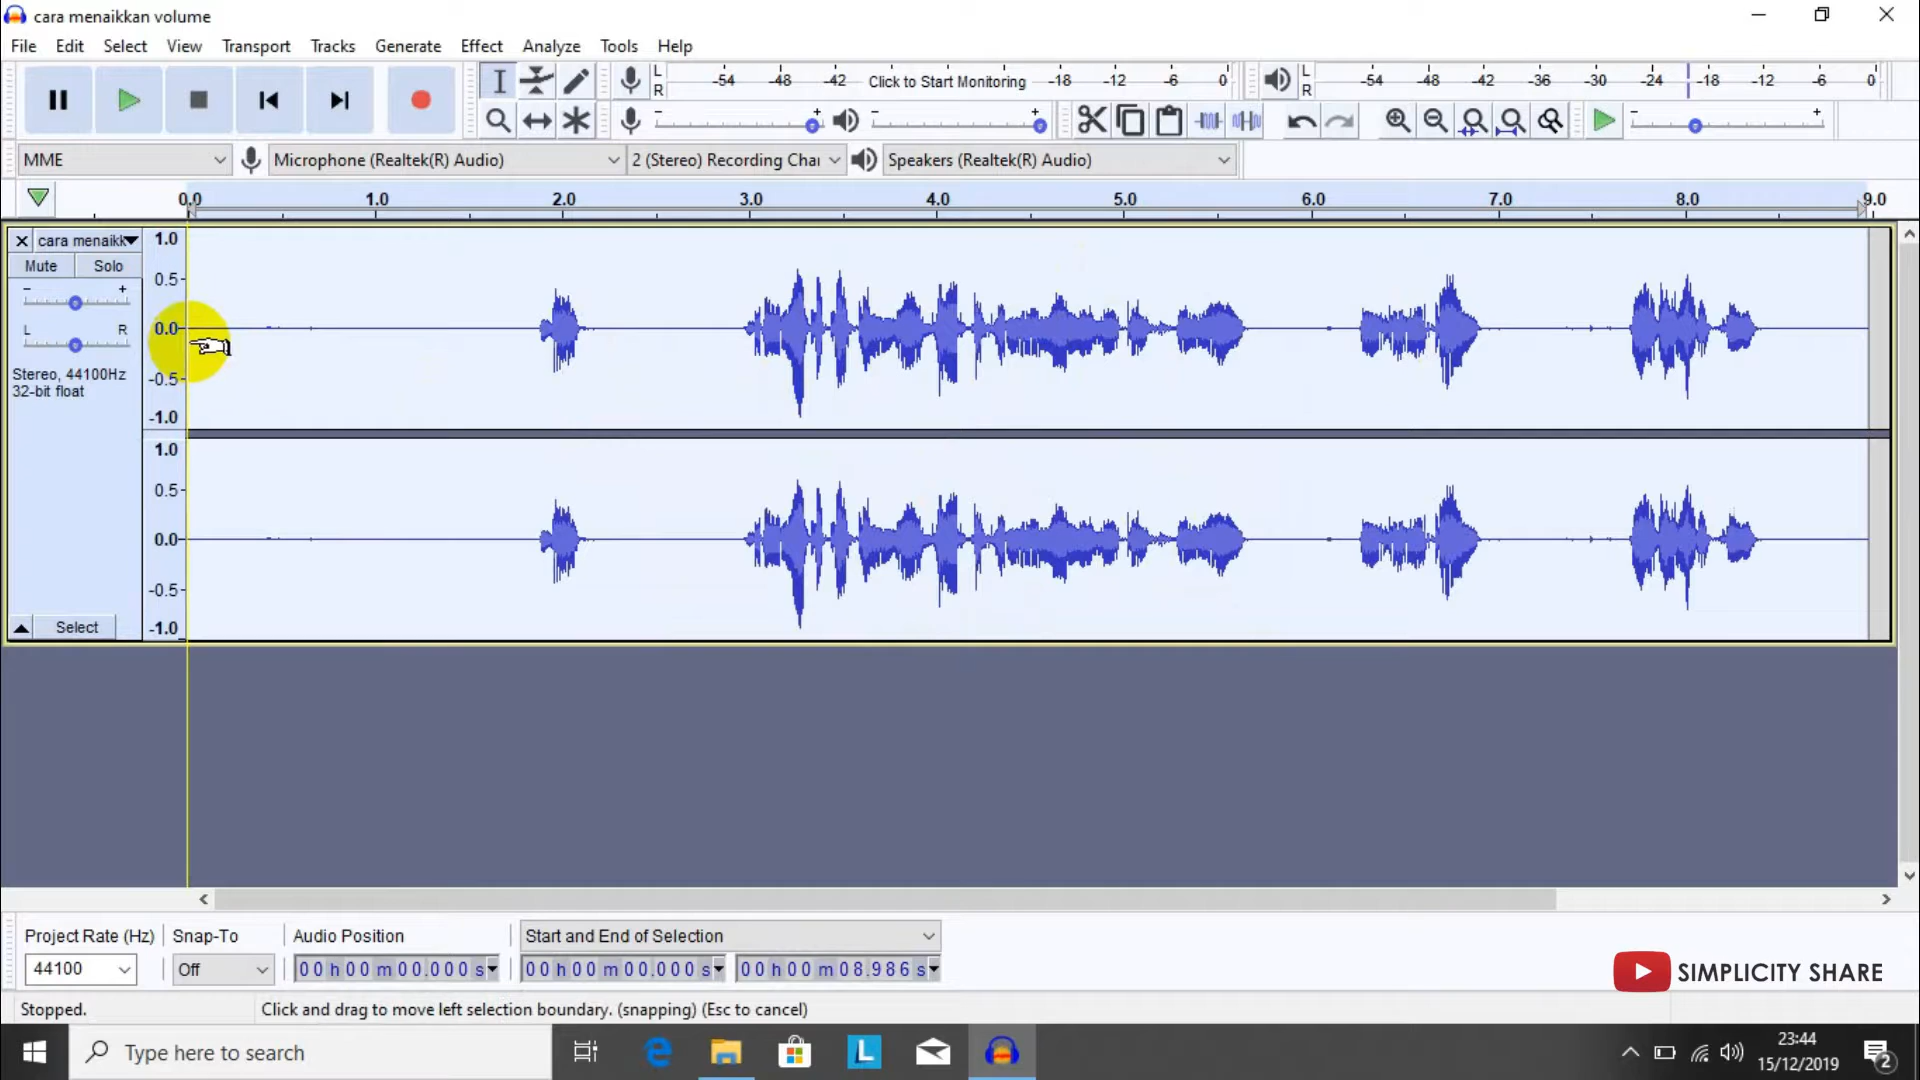 cara menaikkan volume
File Edit Select View Transport Tracks Generate Effect Analyze Tools Help
L R -54 -48 -42 Click to Start Monitoring -18 -12 -6 0
L R -54 -48 -42 -36 -30 -24 -18 -12 -6 0
MME Microphone (Realtek(R) Audio) 2 (Stereo) Recording Chai Speakers (Realtek(R) Audio)
0.0 1.0 2.0 3.0 4.0 5.0 6.0 7.0 8.0 9.0
cara menaikk
Mute Solo
- +
L R
Stereo, 44100Hz
32-bit float
Select
1.0
0.5
0.0
-0.5
-1.0
1.0
0.5
0.0
-0.5
-1.0
Project Rate (Hz) Snap-To Audio Position Start and End of Selection
44100 Off 00 h 00 m 00.000 s 00 h 00 m 00.000 s 00 h 00 m 08.986 s
SIMPLICITY SHARE
Stopped. Click and drag to move left selection boundary. (snapping) (Esc to cancel)
Type here to search
L
23:44
15/12/2019
2